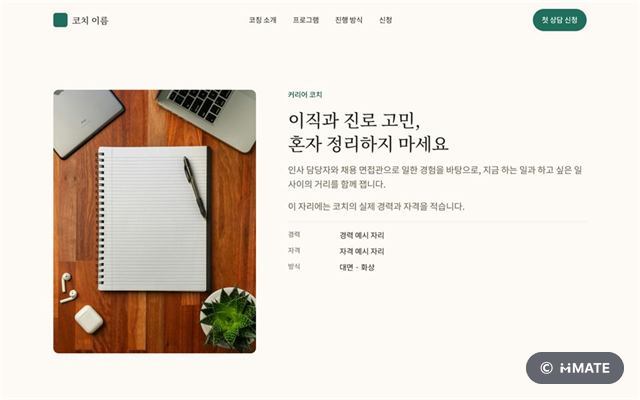 코치 이름
코칭 소개
프로그램
진행 방식
신청
첫 상담 신청
커리어 코치
이직과 진로 고민,
혼자 정리하지 마세요
인사 담당자와 채용 면접관으로 일한 경험을 바탕으로, 지금 하는 일과 하고 싶은 일
사이의 거리를 함께 잽니다.
이 자리에는 코치의 실제 경력과 자격을 적습니다.
경력 경력 예시 자리
자격 자격 예시 자리
방식 대면 · 화상
© MMATE